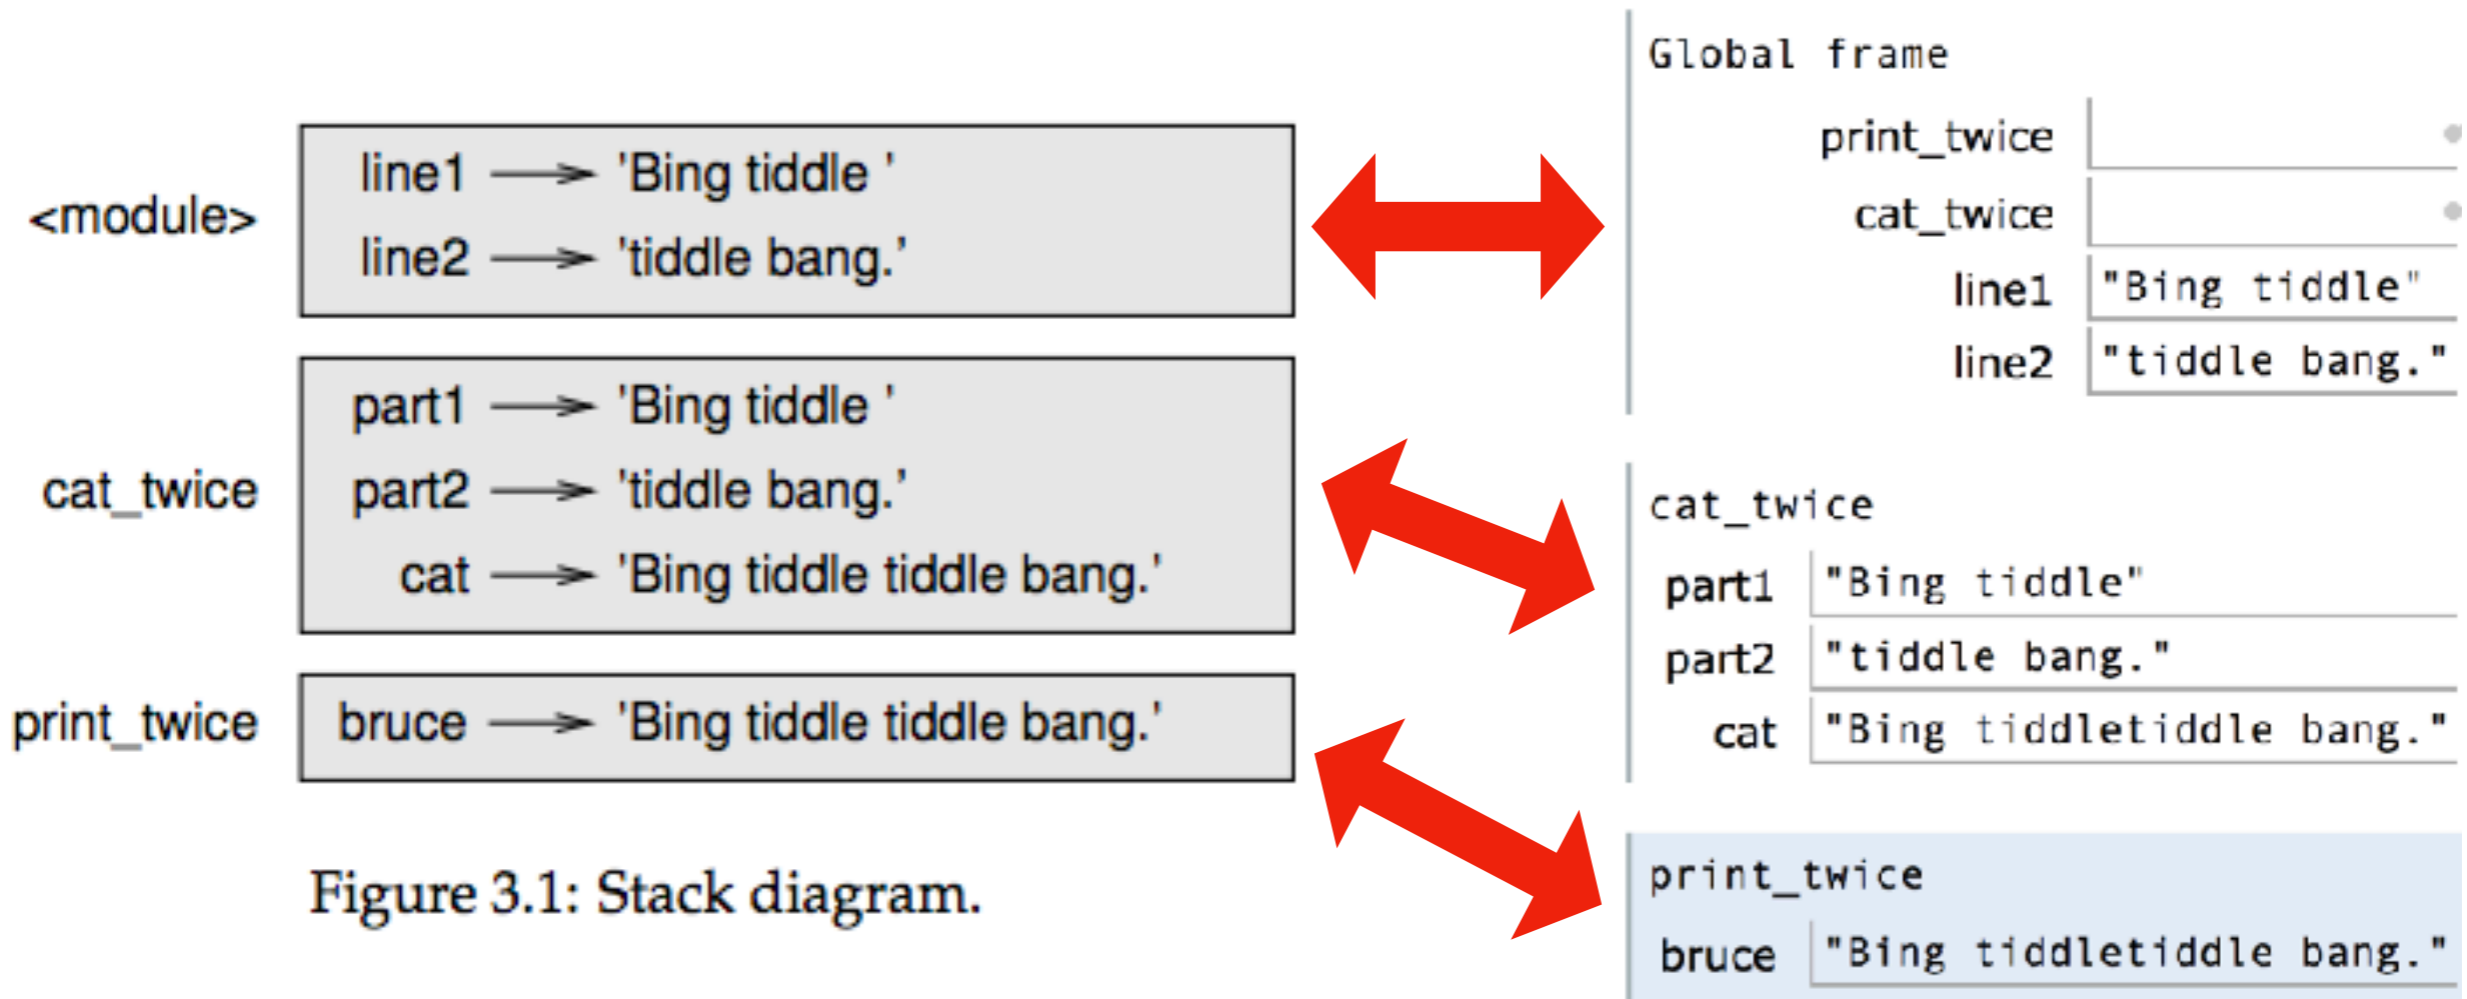 <module>
line1 → 'Bing tiddle '
line2 → 'tiddle bang.'
cat_twice
part1 → 'Bing tiddle '
part2 → 'tiddle bang.'
cat → 'Bing tiddle tiddle bang.'
print_twice
bruce → 'Bing tiddle tiddle bang.'
Figure 3.1: Stack diagram.
Global frame
print_twice
cat_twice
line1 "Bing tiddle"
line2 "tiddle bang."
cat_twice
part1 "Bing tiddle"
part2 "tiddle bang."
cat "Bing tiddletiddle bang."
print_twice
bruce "Bing tiddletiddle bang."